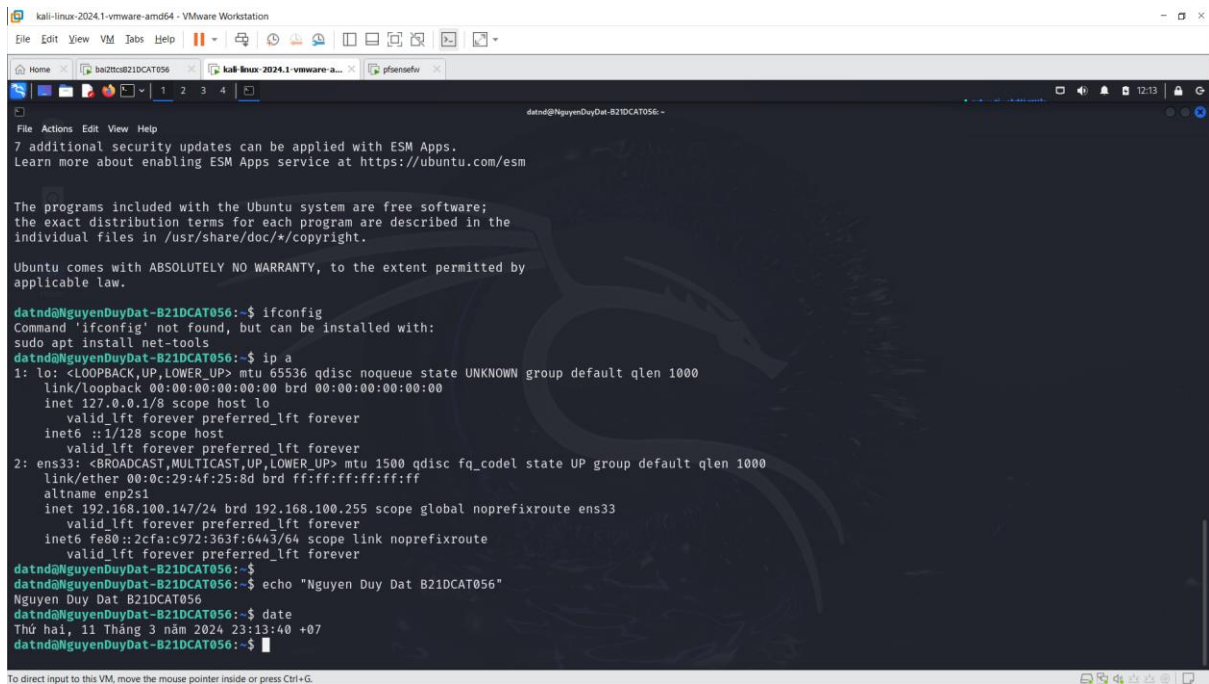 kali-linux-2024.1-vmware-amd64 - VMware Workstation
File Edit View VM Tabs Help
Home bai2ttcsB21DCAT056 kali-linux-2024.1-vmware-a... pfsensefw
1 2 3 4 12:13
datnd@NguyenDuyDat-B21DCAT056: ~
File Actions Edit View Help
7 additional security updates can be applied with ESM Apps.
Learn more about enabling ESM Apps service at https://ubuntu.com/esm
The programs included with the Ubuntu system are free software;
the exact distribution terms for each program are described in the
individual files in /usr/share/doc/*/copyright.
Ubuntu comes with ABSOLUTELY NO WARRANTY, to the extent permitted by
applicable law.
datnd@NguyenDuyDat-B21DCAT056:~$ ifconfig
Command 'ifconfig' not found, but can be installed with:
sudo apt install net-tools
datnd@NguyenDuyDat-B21DCAT056:~$ ip a
1: lo: <LOOPBACK,UP,LOWER_UP> mtu 65536 qdisc noqueue state UNKNOWN group default qlen 1000
link/loopback 00:00:00:00:00:00 brd 00:00:00:00:00:00
inet 127.0.0.1/8 scope host lo
valid_lft forever preferred_lft forever
inet6 ::1/128 scope host
valid_lft forever preferred_lft forever
2: ens33: <BROADCAST,MULTICAST,UP,LOWER_UP> mtu 1500 qdisc fq_codel state UP group default qlen 1000
link/ether 00:0c:29:4f:25:8d brd ff:ff:ff:ff:ff:ff
altname enp2s1
inet 192.168.100.147/24 brd 192.168.100.255 scope global noprefixroute ens33
valid_lft forever preferred_lft forever
inet6 fe80::2cfa:c972:363f:6443/64 scope link noprefixroute
valid_lft forever preferred_lft forever
datnd@NguyenDuyDat-B21DCAT056:~$
datnd@NguyenDuyDat-B21DCAT056:~$ echo "Nguyen Duy Dat B21DCAT056"
Nguyen Duy Dat B21DCAT056
datnd@NguyenDuyDat-B21DCAT056:~$ date
Thứ hai, 11 Tháng 3 năm 2024 23:13:40 +07
datnd@NguyenDuyDat-B21DCAT056:~$
To direct input to this VM, move the mouse pointer inside or press Ctrl+G.